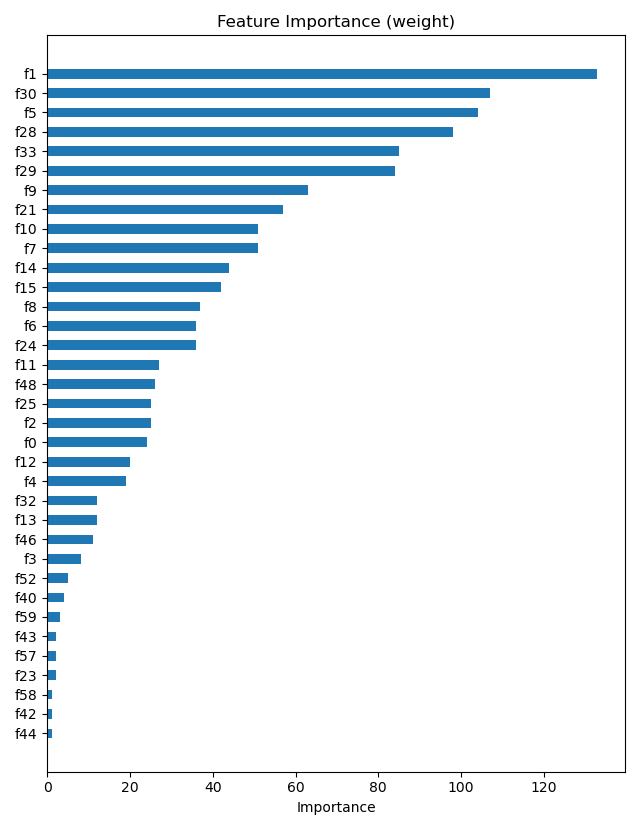 Feature Importance (weight)
f1
f30
f5
f28
f33
f29
f9
f21
f10
f7
f14
f15
f8
f6
f24
f11
f48
f25
f2
f0
f12
f4
f32
f13
f46
f3
f52
f40
f59
f43
f57
f23
f58
f42
f44
0 20 40 60 80 100 120
Importance